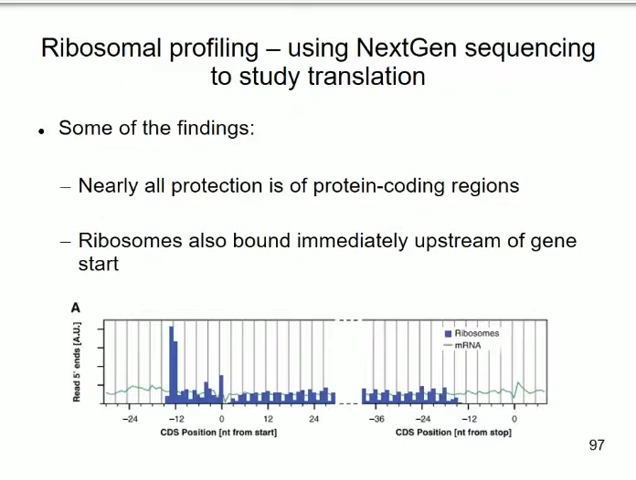 Ribosomal profiling – using NextGen sequencing
to study translation
• Some of the findings:
– Nearly all protection is of protein-coding regions
– Ribosomes also bound immediately upstream of gene
start
A
Read 5' ends [A.U.]
Ribosomes
mRNA
−24 −12 0 12 24 −36 −24 −12 0
CDS Position [nt from start] CDS Position [nt from stop]
97